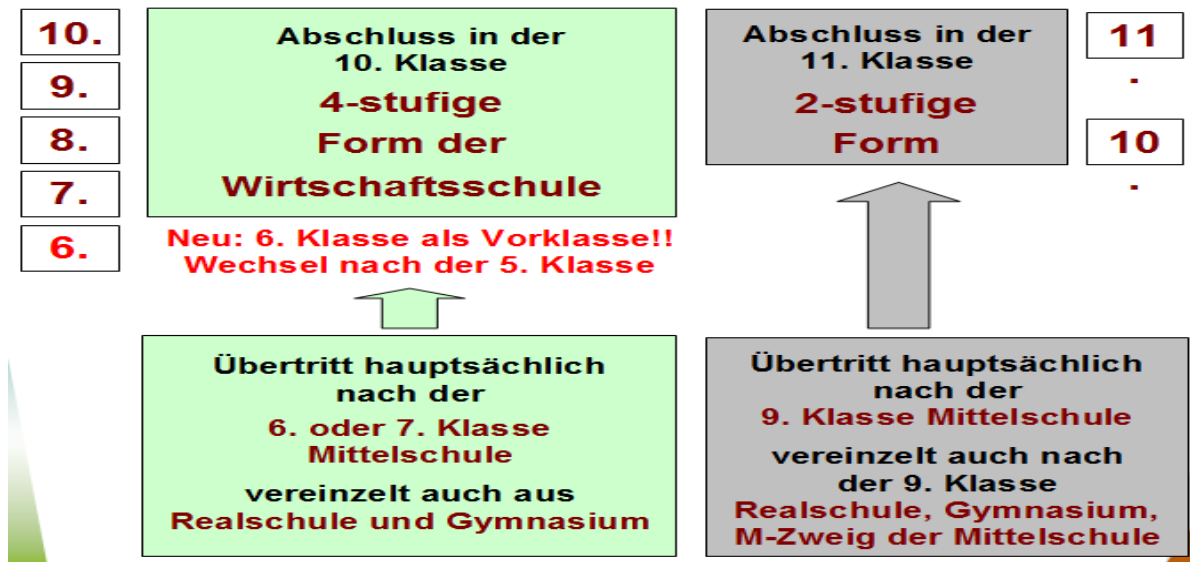 10.
9.
8.
7.
6.
Abschluss in der
10. Klasse
4-stufige
Form der
Wirtschaftsschule
Neu: 6. Klasse als Vorklasse!!
Wechsel nach der 5. Klasse
Übertritt hauptsächlich
nach der
6. oder 7. Klasse
Mittelschule
vereinzelt auch aus
Realschule und Gymnasium
Abschluss in der
11. Klasse
2-stufige
Form
11
.
10
.
Übertritt hauptsächlich
nach der
9. Klasse Mittelschule
vereinzelt auch nach
der 9. Klasse
Realschule, Gymnasium,
M-Zweig der Mittelschule